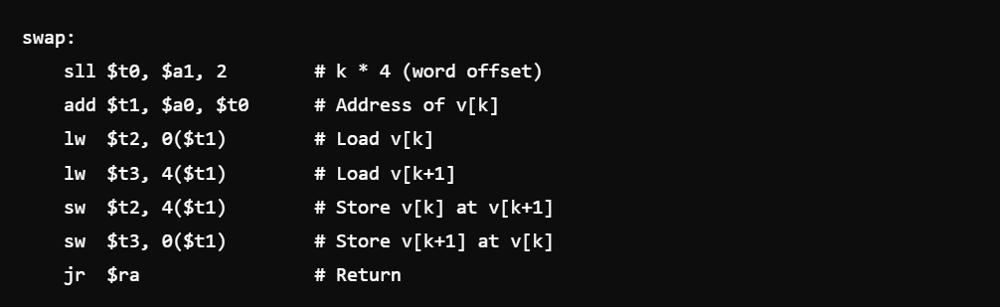 swap:
    sll $t0, $a1, 2        # k * 4 (word offset)
    add $t1, $a0, $t0      # Address of v[k]
    lw  $t2, 0($t1)        # Load v[k]
    lw  $t3, 4($t1)        # Load v[k+1]
    sw  $t2, 4($t1)        # Store v[k] at v[k+1]
    sw  $t3, 0($t1)        # Store v[k+1] at v[k]
    jr  $ra                # Return